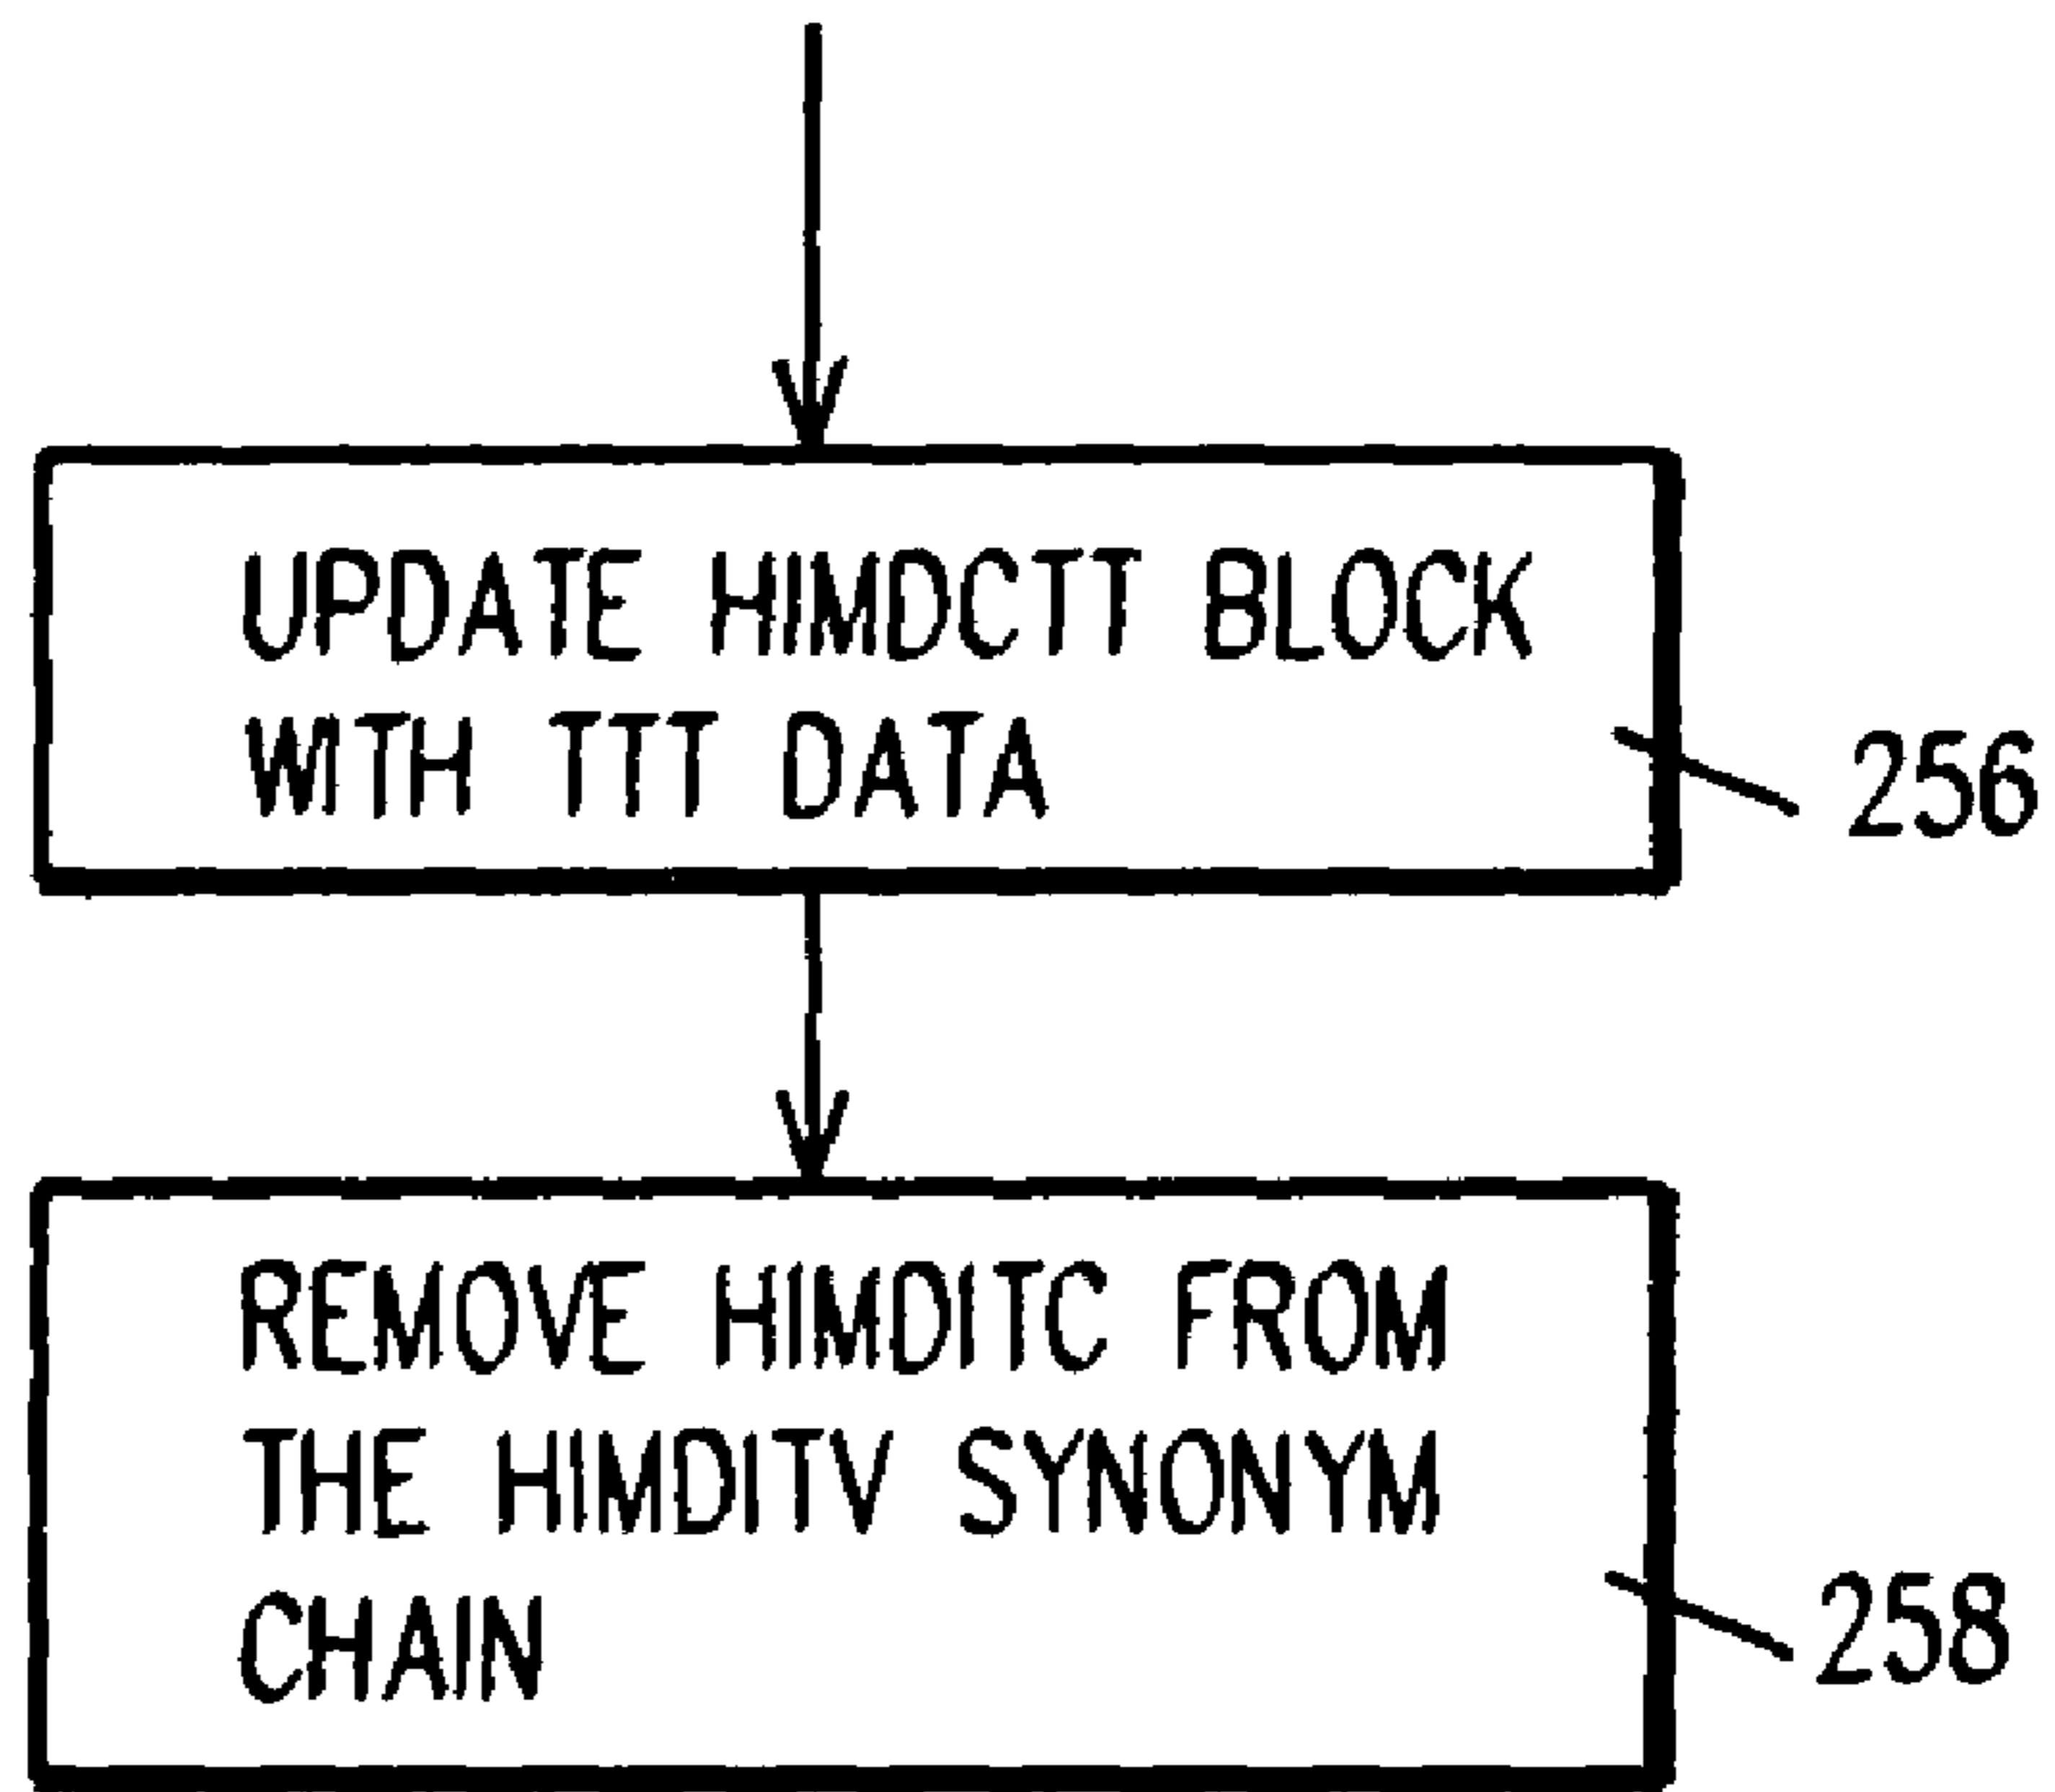 UPDATE HIMDCTT BLOCK
WITH TTT DATA
256
REMOVE HIMDITC FROM
THE HIMDITV SYNONYM
CHAIN
258